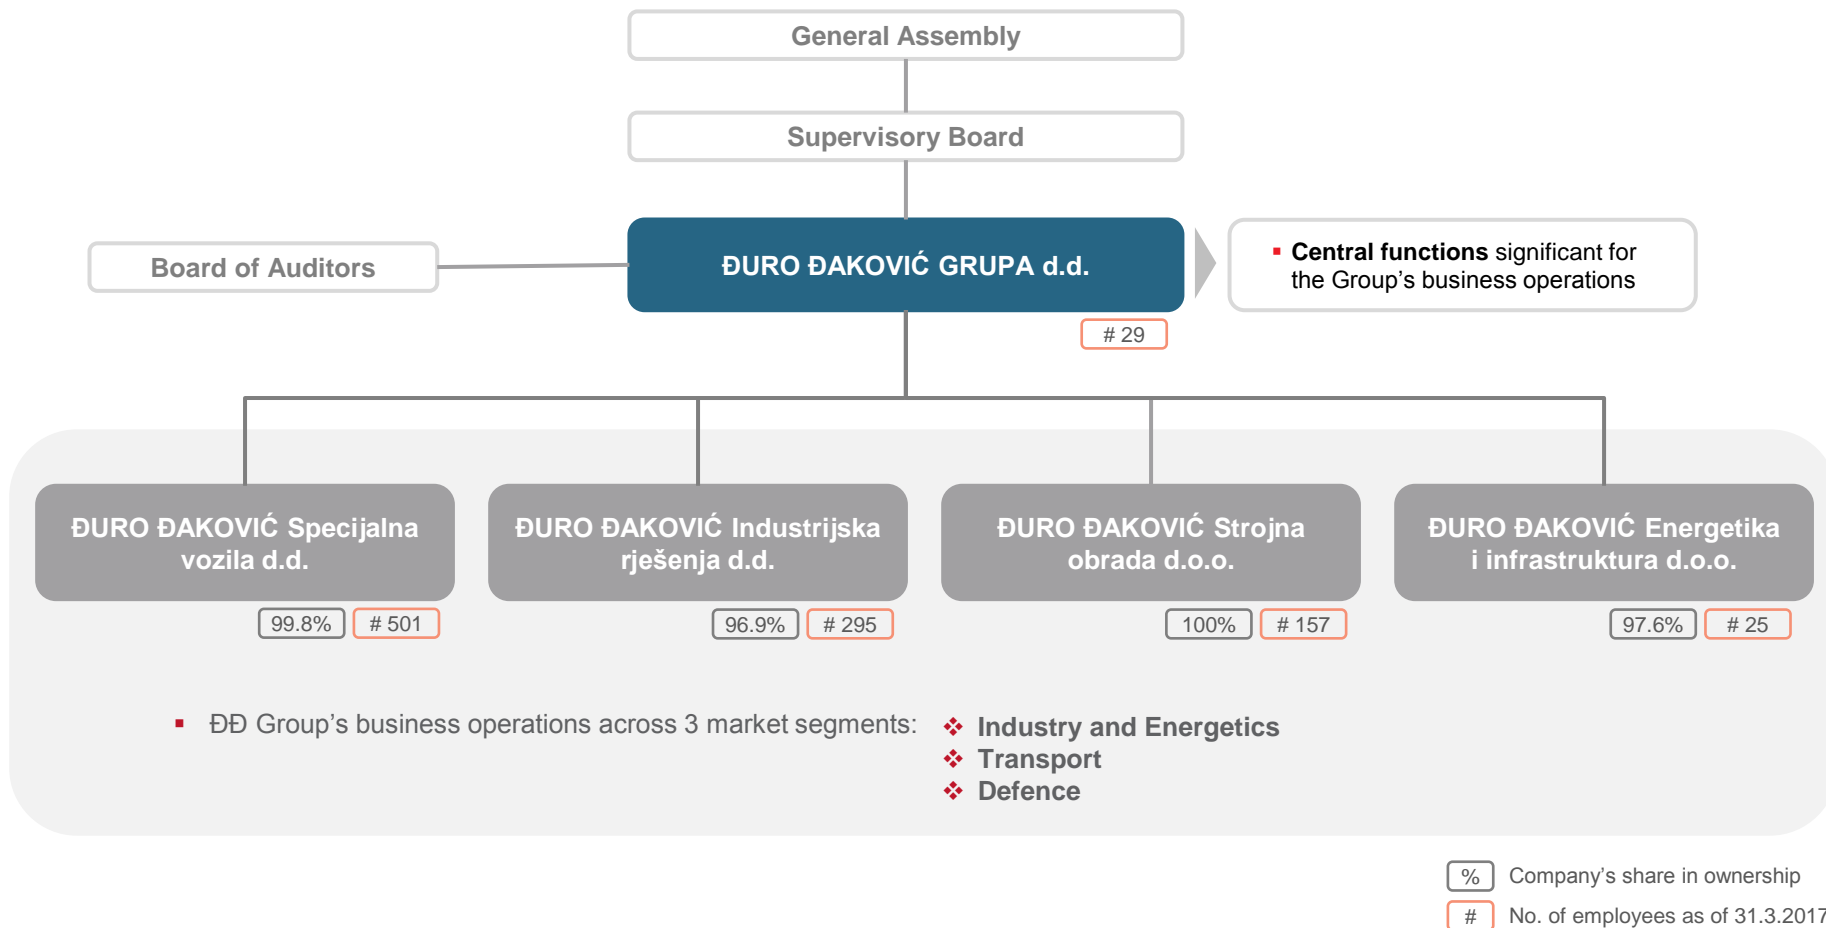 General Assembly
Supervisory Board
Board of Auditors
ĐURO ĐAKOVIĆ GRUPA d.d.
▪ Central functions significant for
the Group's business operations
# 29
ĐURO ĐAKOVIĆ Specijalna
vozila d.d.
99.8%
# 501
ĐURO ĐAKOVIĆ Industrijska
rješenja d.d.
96.9%
# 295
ĐURO ĐAKOVIĆ Strojna
obrada d.o.o.
100%
# 157
ĐURO ĐAKOVIĆ Energetika
i infrastruktura d.o.o.
97.6%
# 25
▪ ĐĐ Group's business operations across 3 market segments:
❖ Industry and Energetics
❖ Transport
❖ Defence
% Company's share in ownership
# No. of employees as of 31.3.2017